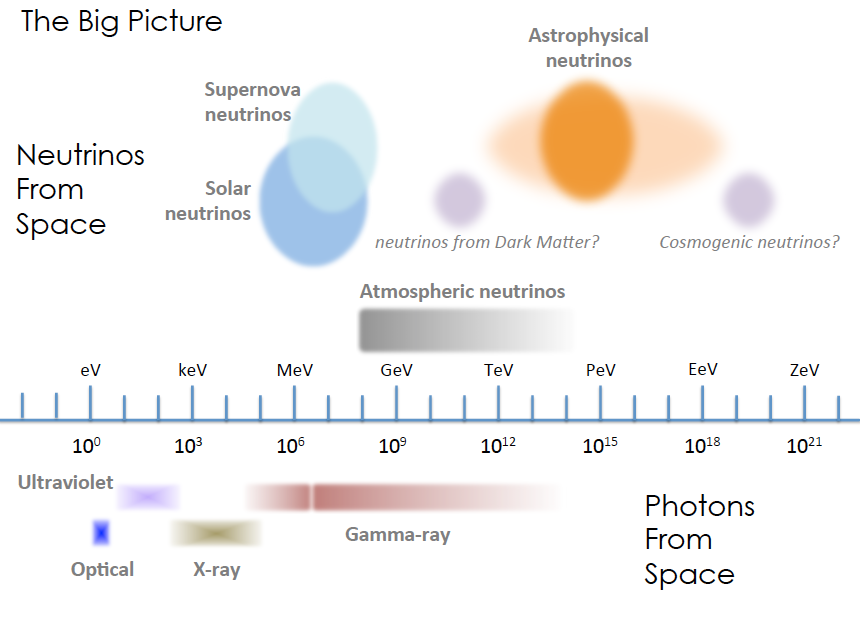 The Big Picture
Astrophysical
neutrinos
Supernova
neutrinos
Neutrinos
From
Space
Solar
neutrinos
neutrinos from Dark Matter?
Cosmogenic neutrinos?
Atmospheric neutrinos
eV keV MeV GeV TeV PeV EeV ZeV
10⁰ 10³ 10⁶ 10⁹ 10¹² 10¹⁵ 10¹⁸ 10²¹
Ultraviolet
Optical
X-ray
Gamma-ray
Photons
From
Space